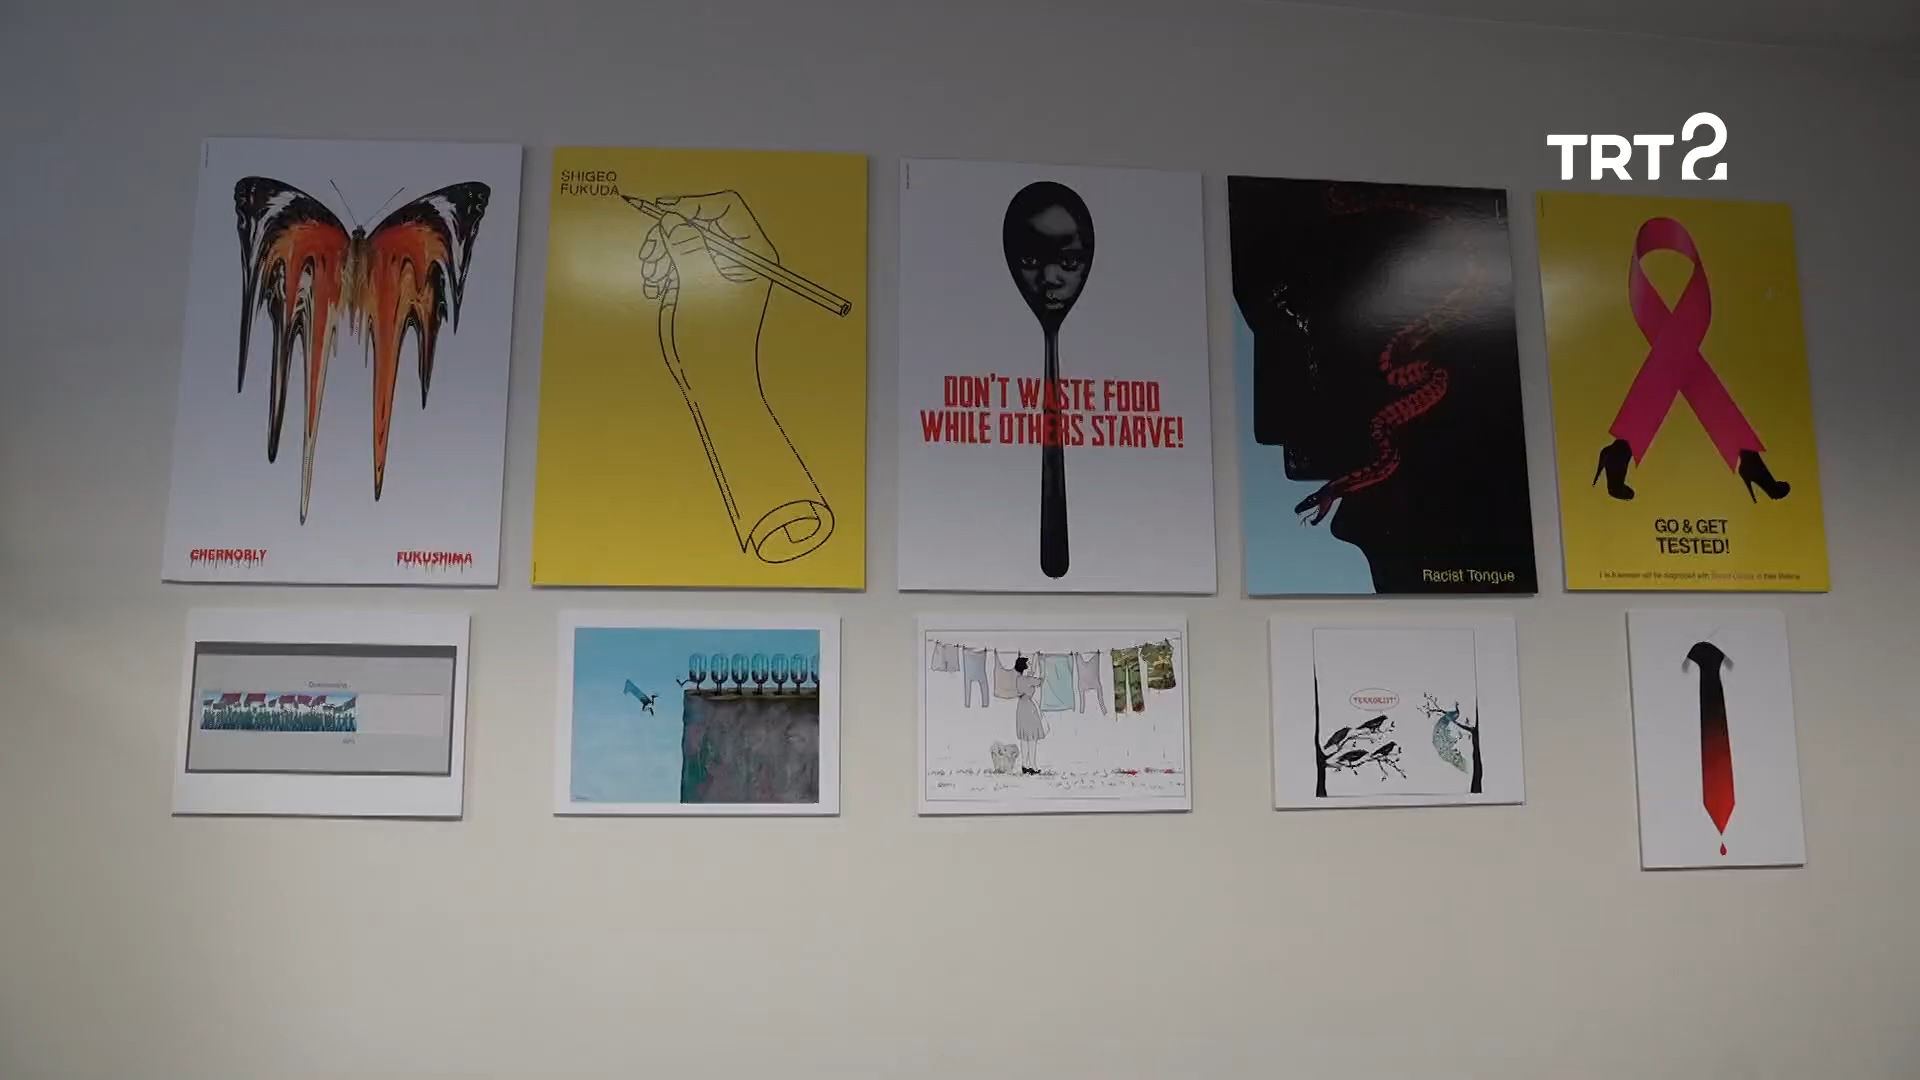 TRT2
SHIGEO
FUKUDA
DON'T WASTE FOOD
WHILE OTHERS STARVE!
CHERNOBLY
FUKUSHIMA
Racist Tongue
GO & GET
TESTED!
TERRORIST!